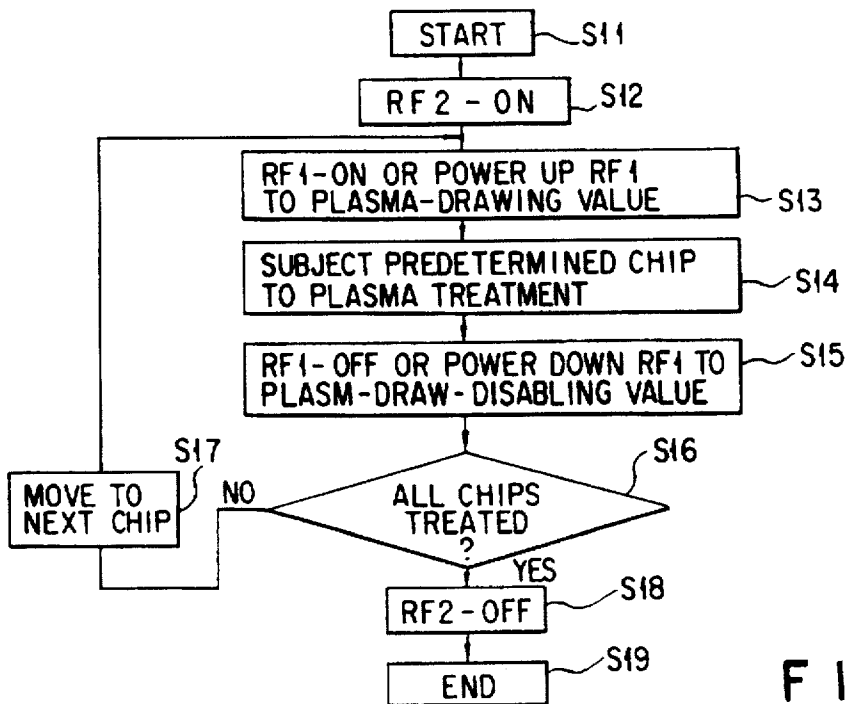 START
S11
RF2-ON
S12
RF1-ON OR POWER UP RF1
TO PLASMA-DRAWING VALUE
S13
SUBJECT PREDETERMINED CHIP
TO PLASMA TREATMENT
S14
RF1-OFF OR POWER DOWN RF1 TO
PLASM-DRAW-DISABLING VALUE
S15
S17
MOVE TO
NEXT CHIP
NO
ALL CHIPS
TREATED
?
S16
YES
RF2-OFF
S18
END
S19
F I